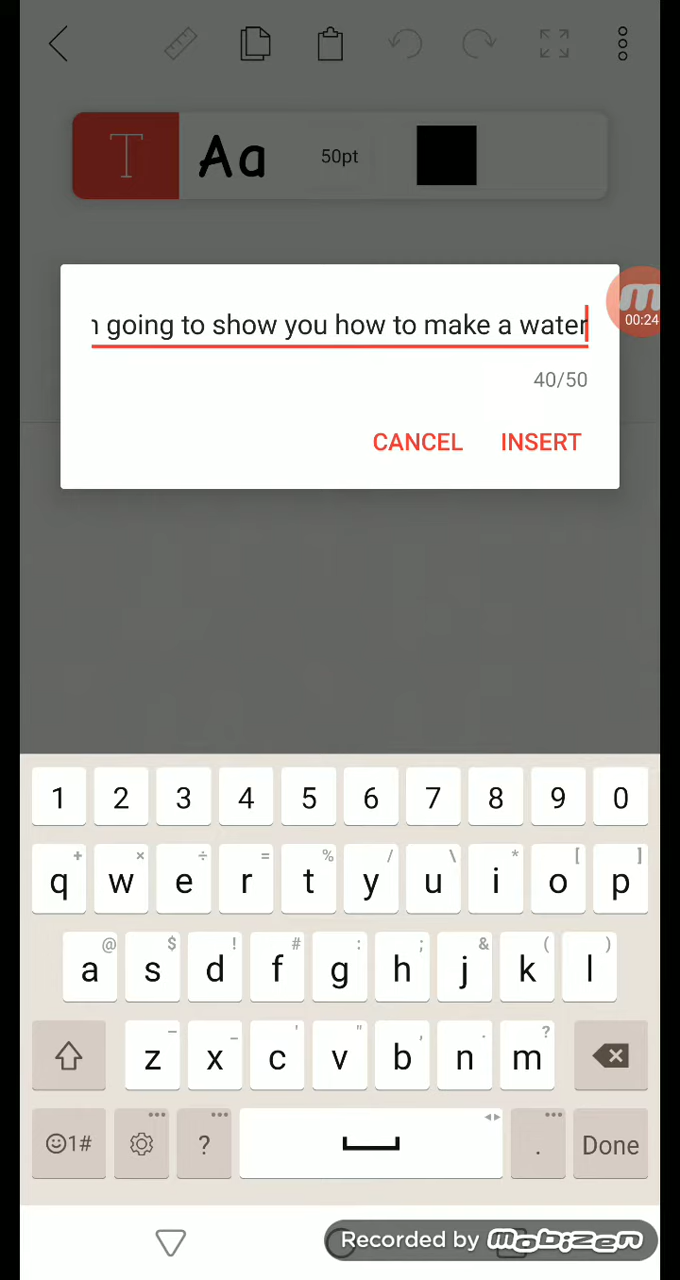 T Aa 50pt
00:24
going to show you how to make a water
40/50
CANCEL INSERT
1 2 3 4 5 6 7 8 9 0
+ × ÷ = % / \ * [ ]
q w e r t y u i o p
@ $ ! # : ; & ( )
a s d f g h j k l
– _ ' " , . ?
z x c v b n m
1# ? . Done
Recorded by mobizen